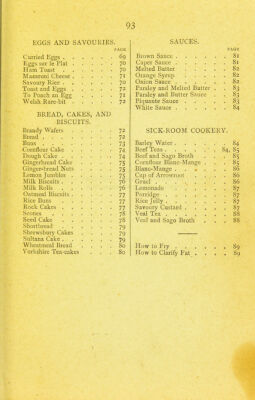 93
EGGS AND SAVOURIES.
PAGE
Curried Eggs . . . . . 69
Eggs sur le Plat . . . . 70
Ham Toast . . . . . 70
Macaroni Cheese . . . . 71
Savoury Rice . . . . . 70
Toast and Eggs . . . . 72
To Poach an Egg . . . . 71
Welsh Rare-bit . . . . 72
BREAD, CAKES, AND
BISCUITS.
Brandy Wafers . . . . 72
Bread . . . . . . 72
Buns . . . . . . 73
Cornflour Cake . . . . 74
Dough Cake . . . . . 74
Gingerbread Cake . . . . 75
Gingerbread Nuts . . . . 75
Lemon Jumbles . . . . 75
Milk Biscuits . . . . . 76
Milk Rolls . . . . . 76
Oatmeal Biscuits . . . . 77
Rice Buns . . . . . 77
Rock Cakes . . . . . 77
Scones . . . . . . 78
Seed Cake . . . . . 78
Shortbread . . . . . 79
Shrewsbury Cakes . . . . 79
Sultana Cake . . . . . 79
Wheatmeal Bread . . . . 80
Yorkshire Tea-cakes . . . 80
SAUCES.
PAGE
Brown Sauce . . . . . 81
Caper Sauce . . . . . 81
Melted Butter . . . . . 82
Orange Syrup . . . . . 82
Onion Sauce . . . . . 82
Parsley and Melted Butter . . 83
Parsley and Butter Sauce . . 83
Piquante Sauce . . . . 83
White Sauce . . . . . 84
SICK-ROOM COOKERY.
Barley Water . . . . . 84
Beef Teas . . . . . 84, 85
Beef and Sago Broth . . . 85
Cornflour Blanc-Mange . . . 85
Blanc-Mange . . . . . 86
Cup of Arrowroot . . . . 86
Gruel . . . . . . 86
Lemonade . . . . . 87
Porridge . . . . . . 87
Rice Jelly . . . . . 87
Savoury Custard . . . . 87
Veal Tea . . . . . . 88
Veal and Sago Broth . . . 88
How to Fry . . . . . 89
How to Clarify Fat . . . . 89